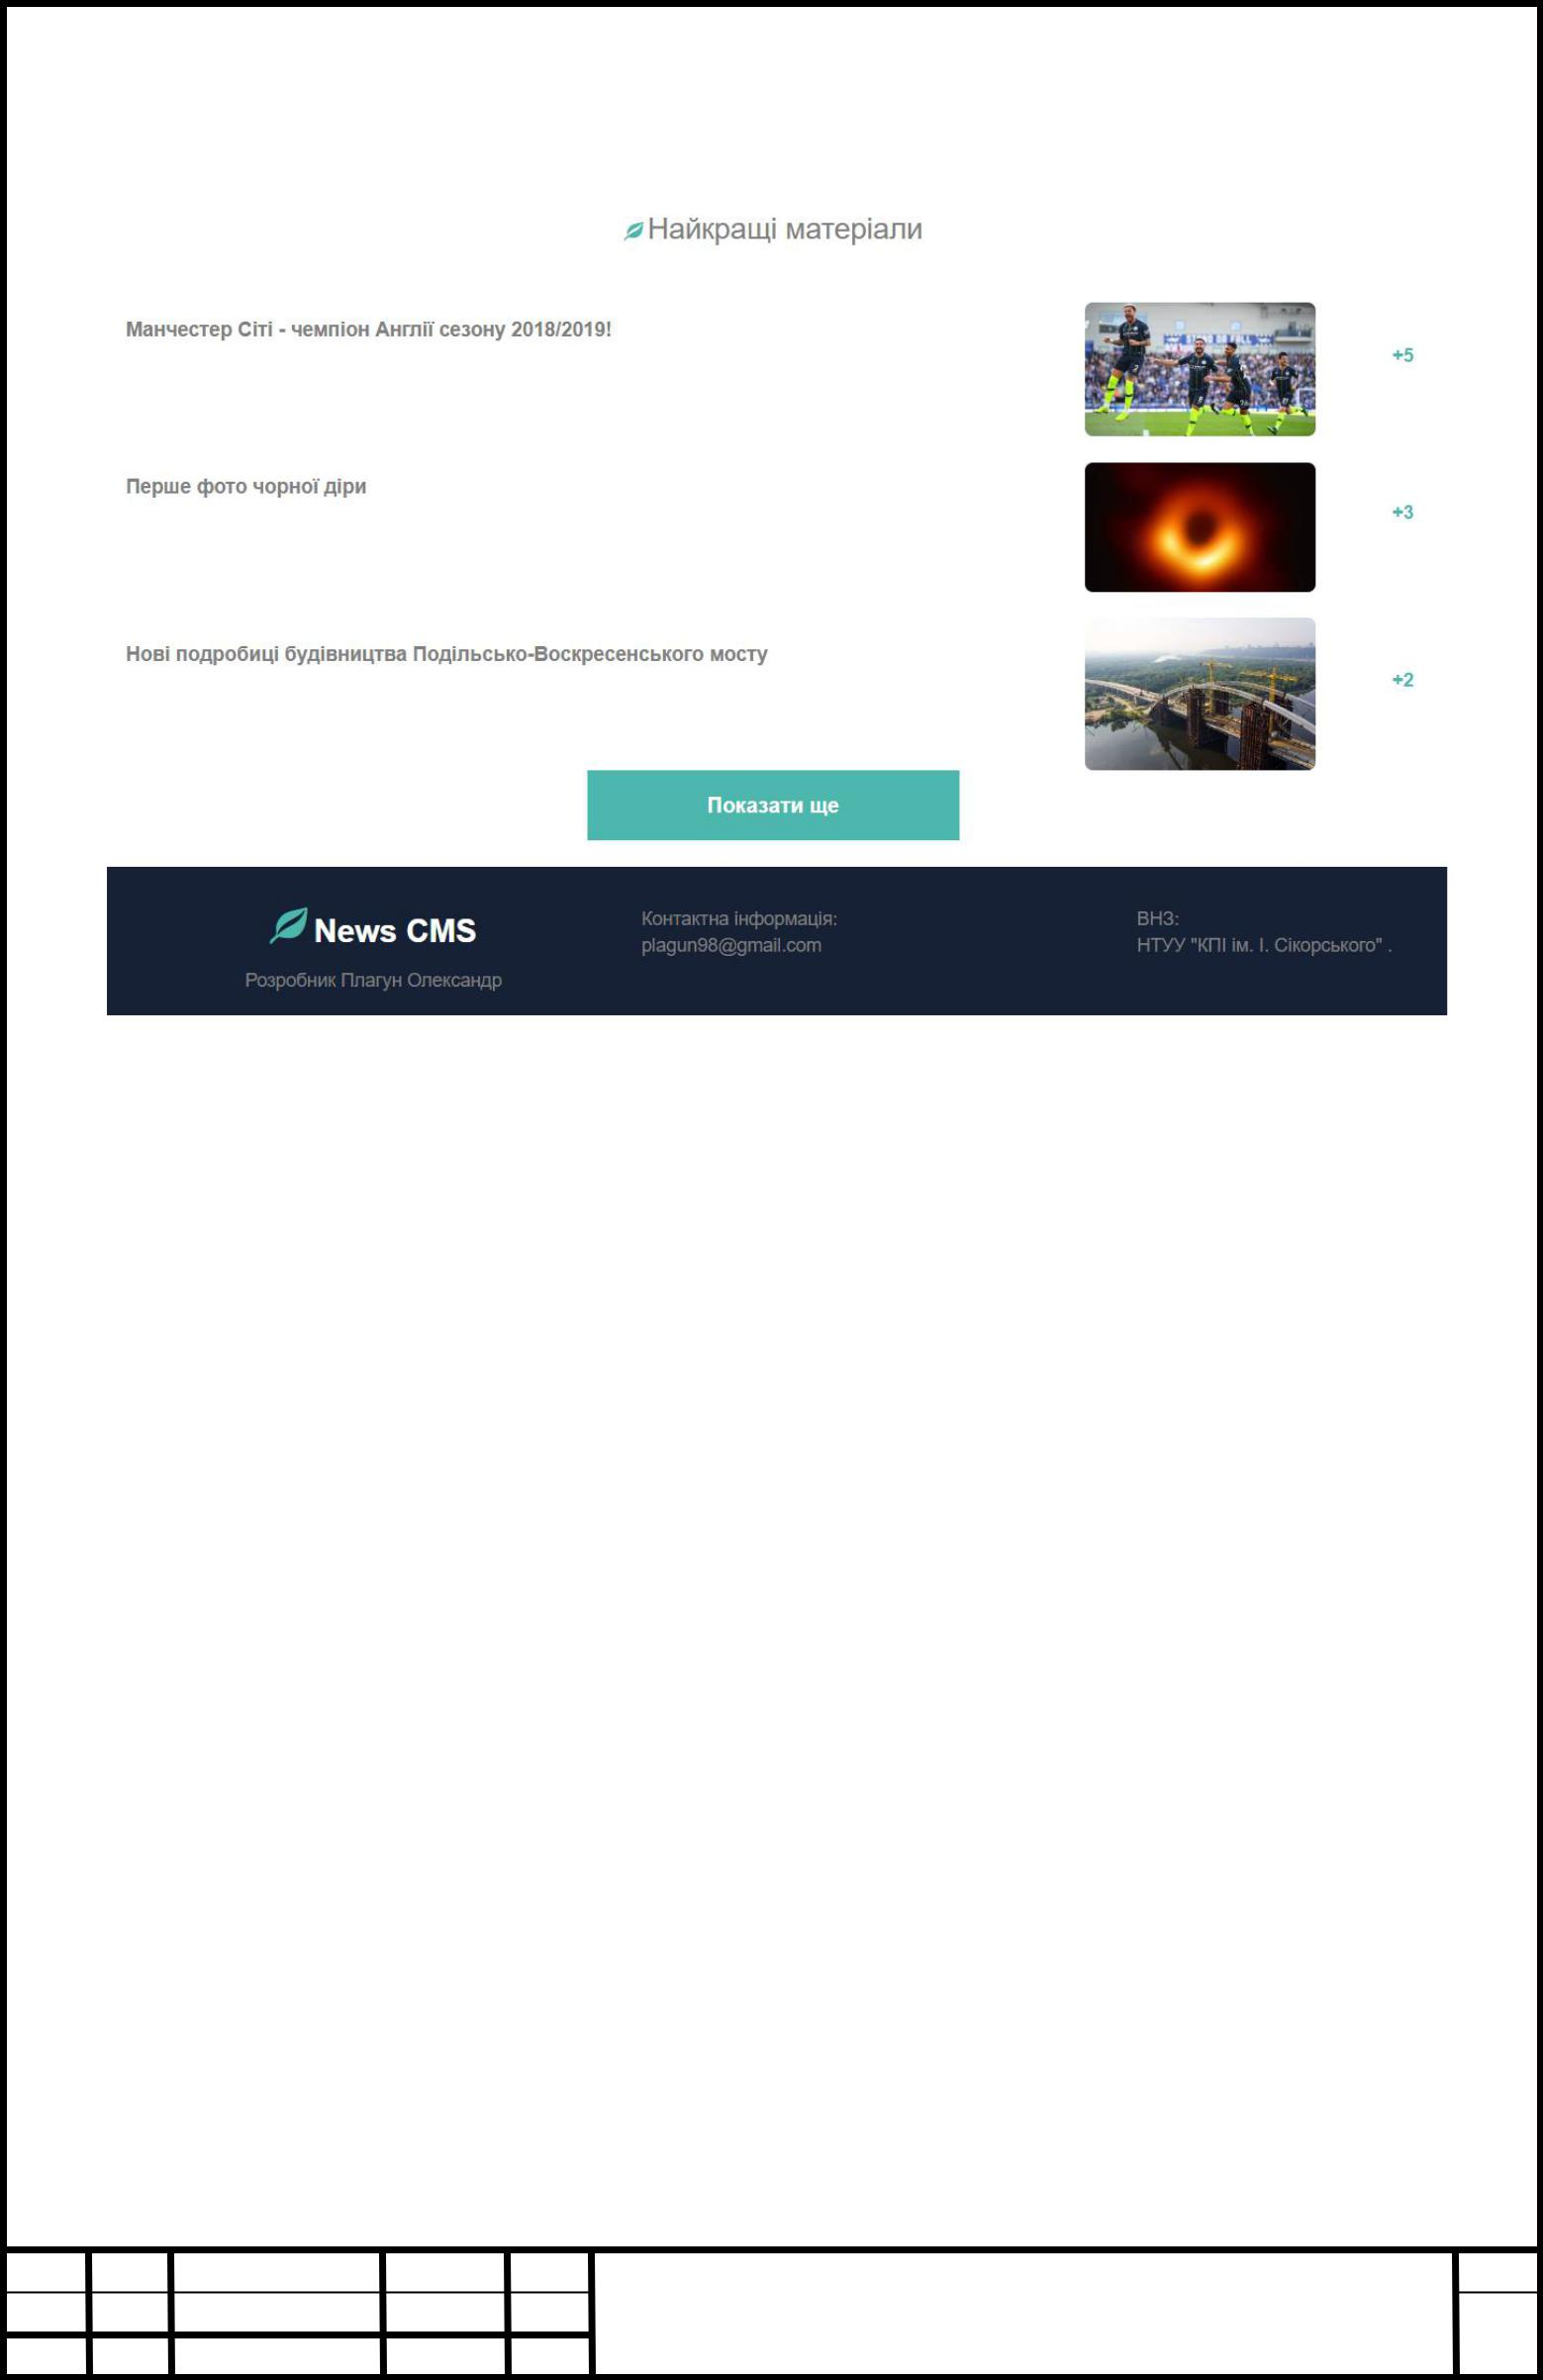 Найкращі матеріали
Манчестер Сіті - чемпіон Англії сезону 2018/2019!
+5
Перше фото чорної діри
+3
Нові подробиці будівництва Подільсько-Воскресенського мосту
+2
Показати ще
News CMS
Розробник Плагун Олександр
Контактна інформація:
plagun98@gmail.com
ВНЗ:
НТУУ "КПІ ім. І. Сікорського" .